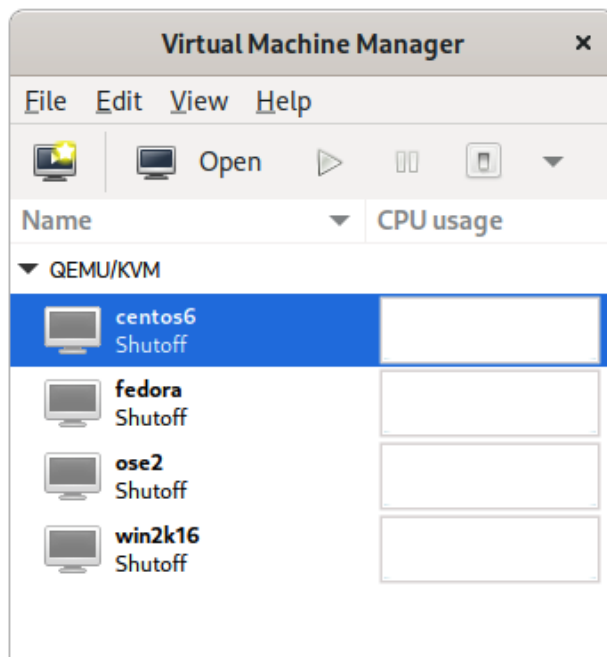 Virtual Machine Manager ×
File Edit View Help
Open
Name CPU usage
QEMU/KVM
centos6
Shutoff
fedora
Shutoff
ose2
Shutoff
win2k16
Shutoff